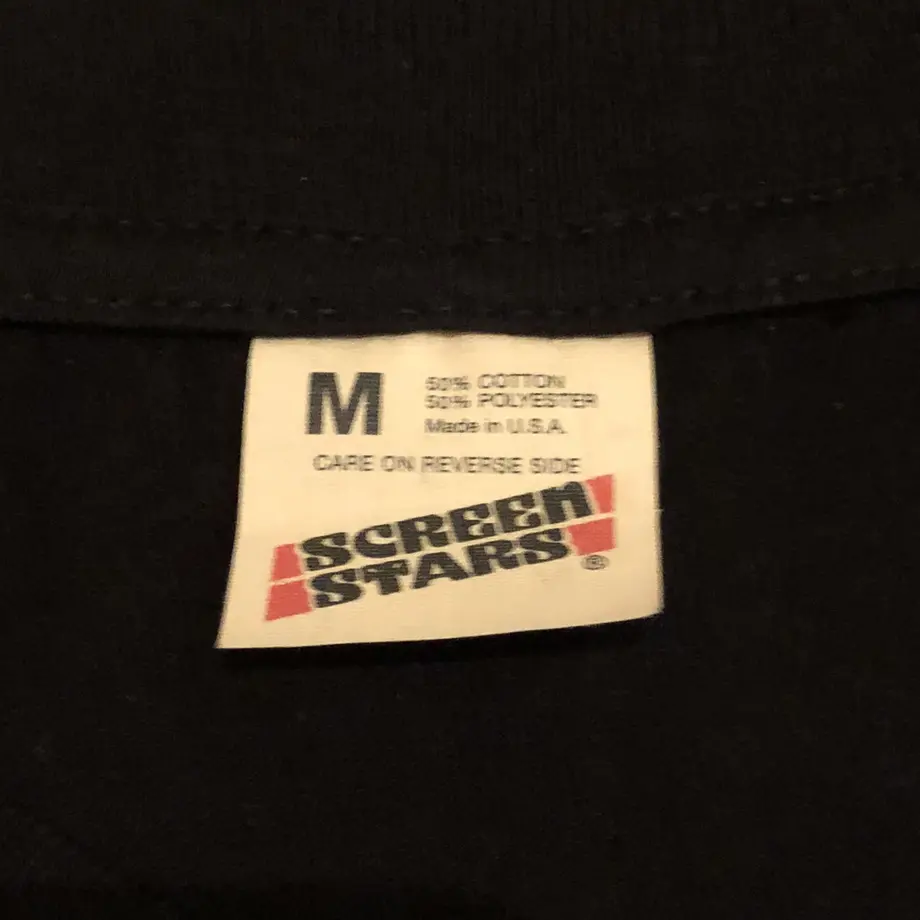 M
50% COTTON
50% POLYESTER
Made in U.S.A.
CARE ON REVERSE SIDE
SCREEN
STARS
®